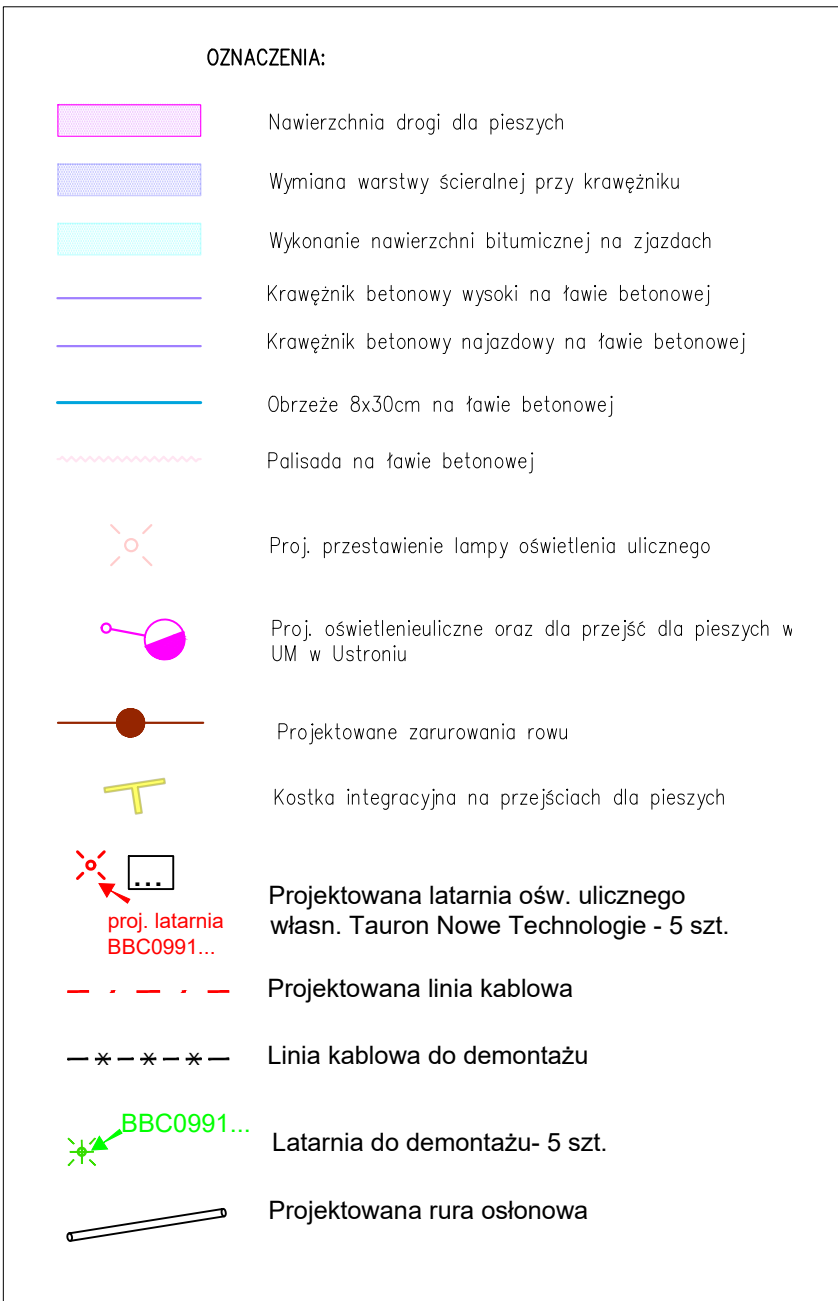 OZNACZENIA:
Nawierzchnia drogi dla pieszych
Wymiana warstwy ścieralnej przy krawężniku
Wykonanie nawierzchni bitumicznej na zjazdach
Krawężnik betonowy wysoki na ławie betonowej
Krawężnik betonowy najazdowy na ławie betonowej
Obrzeże 8x30cm na ławie betonowej
Palisada na ławie betonowej
Proj. przestawienie lampy oświetlenia ulicznego
Proj. oświetlenieuliczne oraz dla przejść dla pieszych w
UM w Ustroniu
Projektowane zarurowania rowu
Kostka integracyjna na przejściach dla pieszych
...
proj. latarnia
BBC0991...
Projektowana latarnia ośw. ulicznego
własn. Tauron Nowe Technologie - 5 szt.
Projektowana linia kablowa
Linia kablowa do demontażu
BBC0991...
Latarnia do demontażu- 5 szt.
Projektowana rura osłonowa